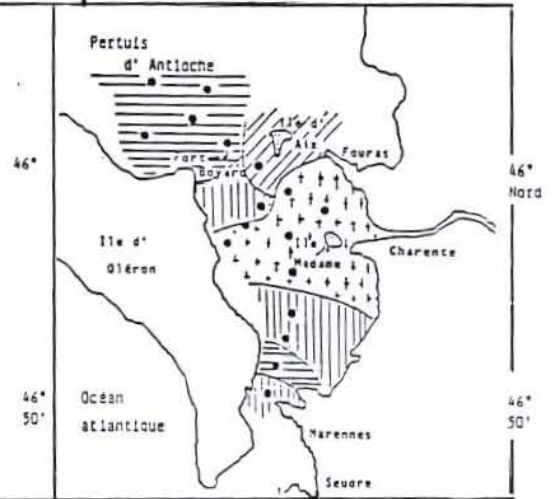 Pertuis
d' Antioche
Ile d'
Aix
Fort
Boyard
Fouras
46°
46°
Nord
Ile d'
Oléron
Ile
Madame
Charente
46°
50'
Océan
atlantique
46°
50'
Marennes
Seudre